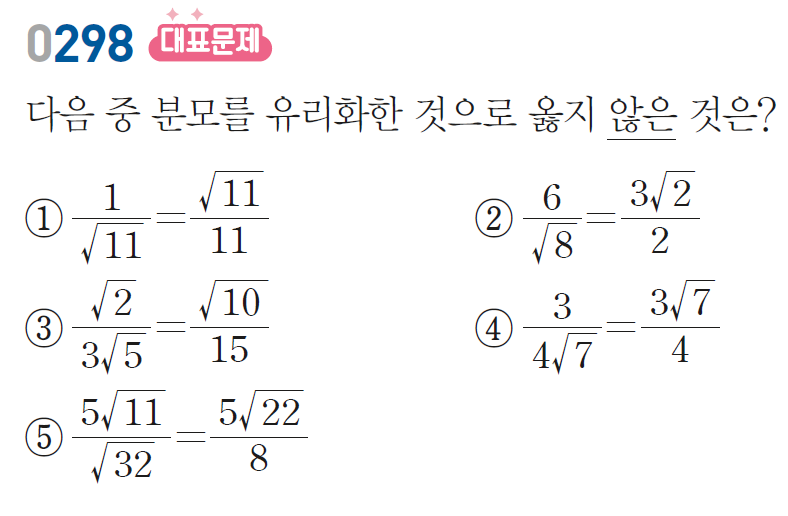 0298 대표문제
다음 중 분모를 유리화한 것으로 옳지 않은 것은?
① 1/√11 = √11/11 ② 6/√8 = 3√2/2
③ √2/3√5 = √10/15 ④ 3/4√7 = 3√7/4
⑤ 5√11/√32 = 5√22/8